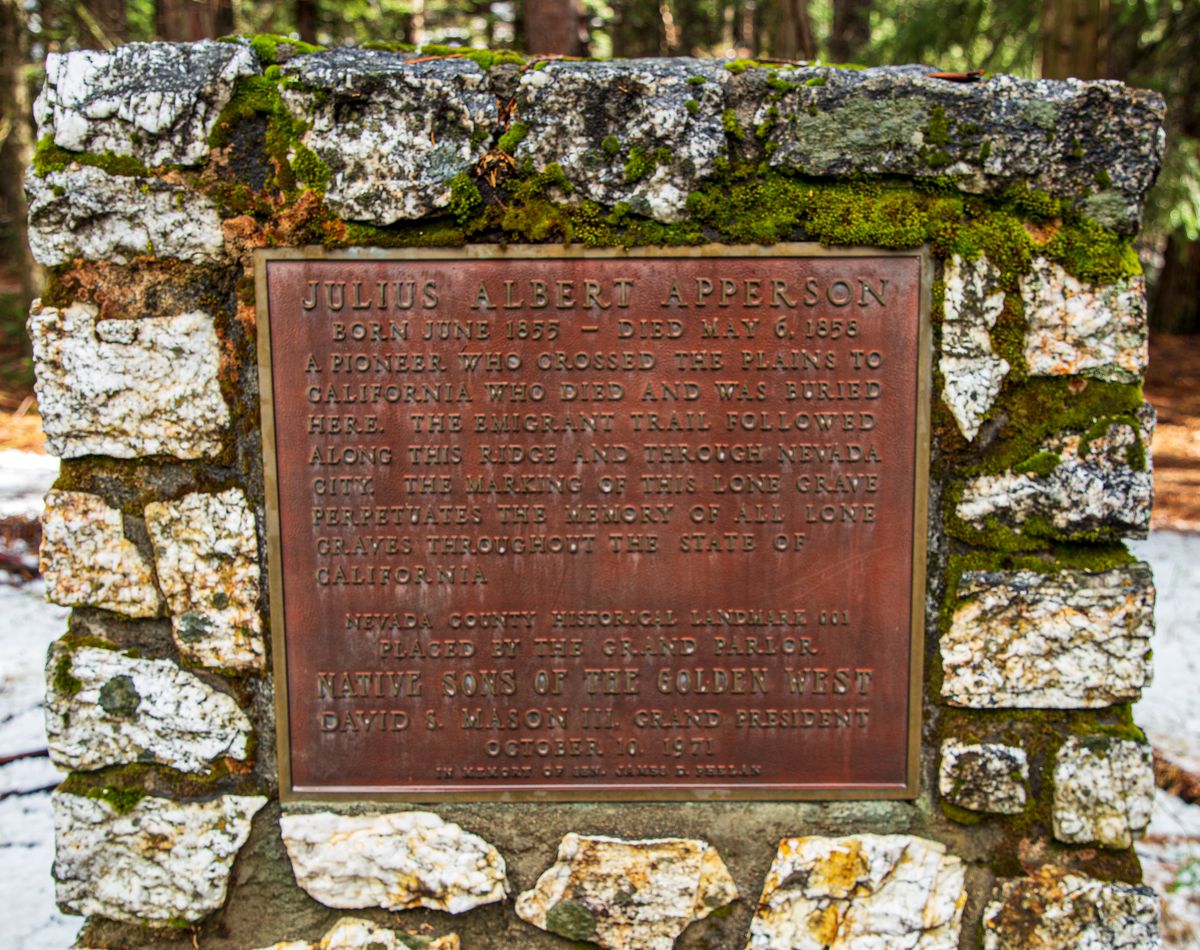 JULIUS ALBERT APPERSON
BORN JUNE 1855 — DIED MAY 6, 1858
A PIONEER WHO CROSSED THE PLAINS TO
CALIFORNIA WHO DIED AND WAS BURIED
HERE. THE EMIGRANT TRAIL FOLLOWED
ALONG THIS RIDGE AND THROUGH NEVADA
CITY. THE MARKING OF THIS LONE GRAVE
PERPETUATES THE MEMORY OF ALL LONE
GRAVES THROUGHOUT THE STATE OF
CALIFORNIA
NEVADA COUNTY HISTORICAL LANDMARK 001
PLACED BY THE GRAND PARLOR
NATIVE SONS OF THE GOLDEN WEST
DAVID S. MASON III, GRAND PRESIDENT
OCTOBER 10, 1971
IN MEMORY OF SEN. JAMES D. PHELAN